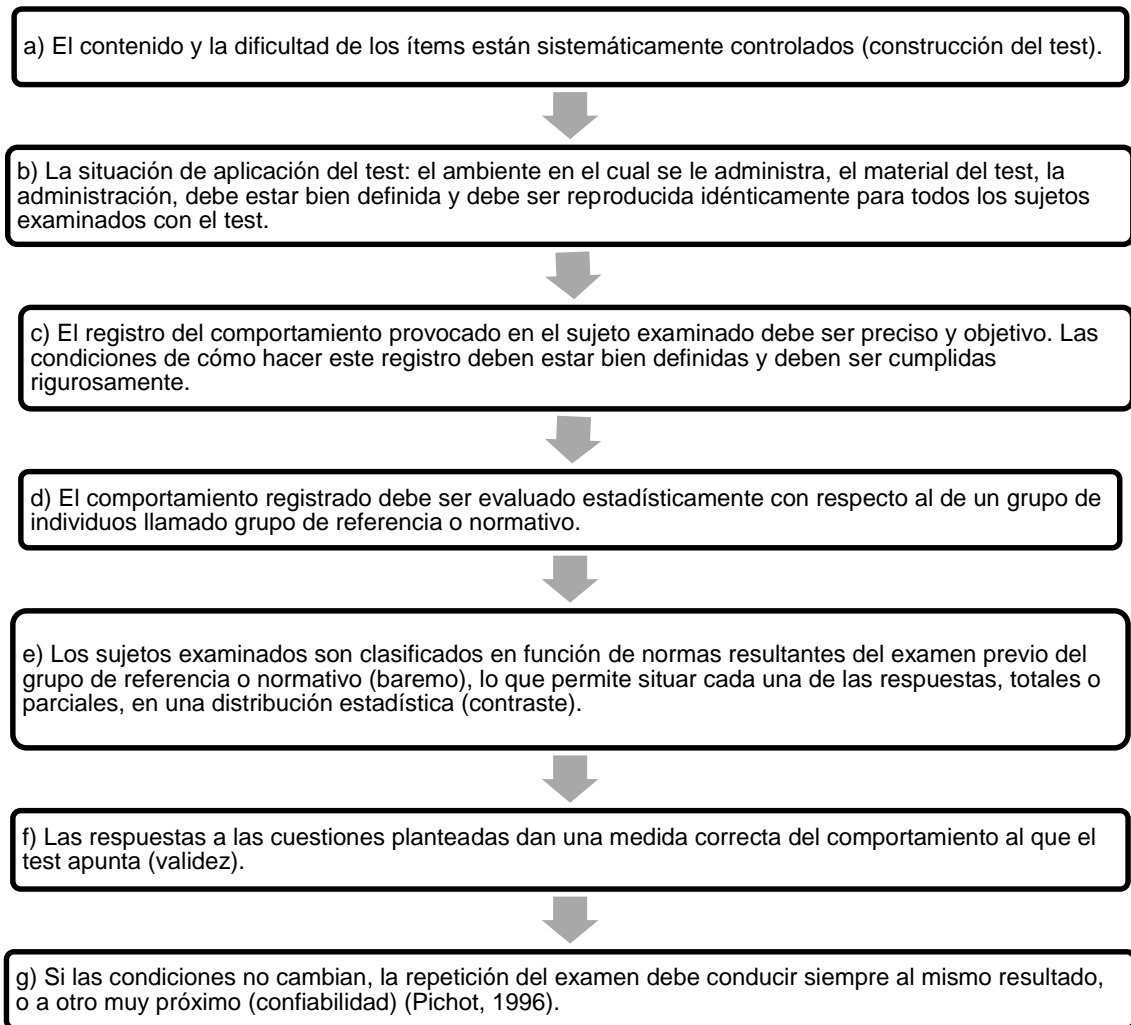 a) El contenido y la dificultad de los ítems están sistemáticamente controlados (construcción del test).
b) La situación de aplicación del test: el ambiente en el cual se le administra, el material del test, la
administración, debe estar bien definida y debe ser reproducida idénticamente para todos los sujetos
examinados con el test.
c) El registro del comportamiento provocado en el sujeto examinado debe ser preciso y objetivo. Las
condiciones de cómo hacer este registro deben estar bien definidas y deben ser cumplidas
rigurosamente.
d) El comportamiento registrado debe ser evaluado estadísticamente con respecto al de un grupo de
individuos llamado grupo de referencia o normativo.
e) Los sujetos examinados son clasificados en función de normas resultantes del examen previo del
grupo de referencia o normativo (baremo), lo que permite situar cada una de las respuestas, totales o
parciales, en una distribución estadística (contraste).
f) Las respuestas a las cuestiones planteadas dan una medida correcta del comportamiento al que el
test apunta (validez).
g) Si las condiciones no cambian, la repetición del examen debe conducir siempre al mismo resultado,
o a otro muy próximo (confiabilidad) (Pichot, 1996).